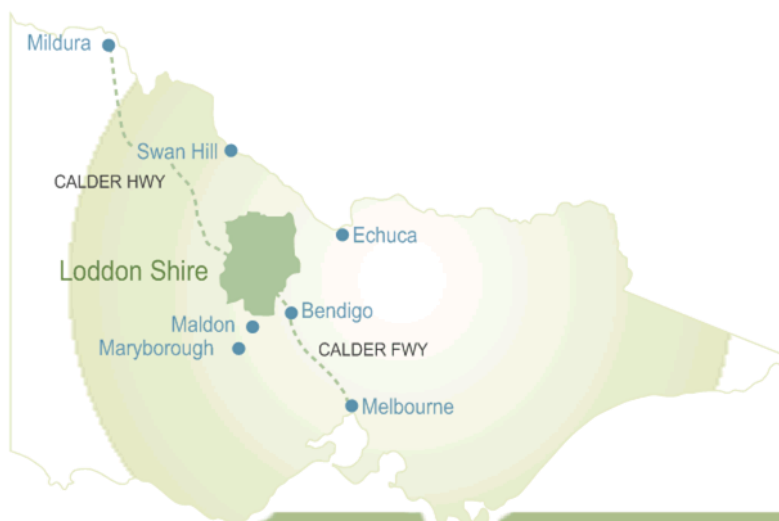 Mildura
Swan Hill
CALDER HWY
Echuca
Loddon Shire
Bendigo
Maldon
Maryborough
CALDER FWY
Melbourne